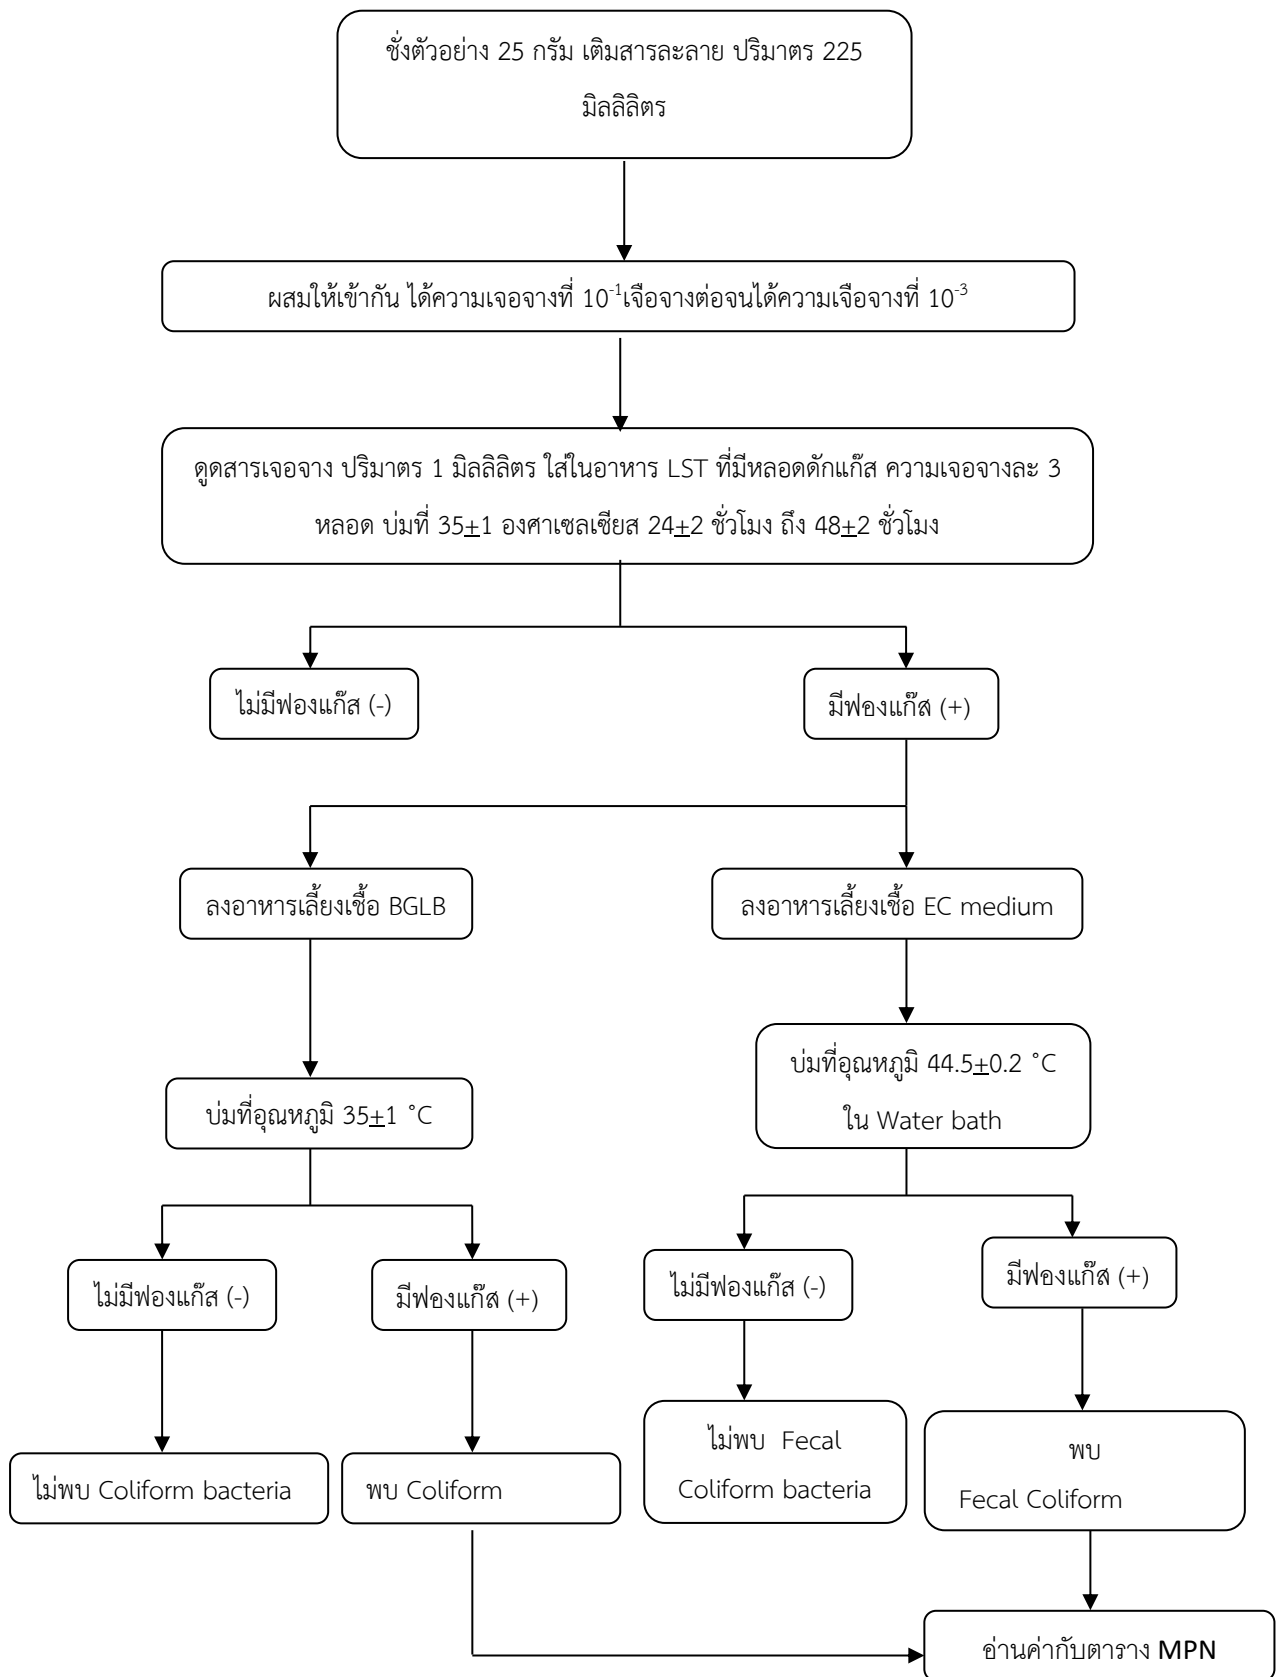 ชั่งตัวอย่าง 25 กรัม เติมสารละลาย ปริมาตร 225
มิลลิลิตร
ผสมให้เข้ากัน ได้ความเจอจางที่ 10⁻¹เจือจางต่อจนได้ความเจือจางที่ 10⁻³
ดูดสารเจอจาง ปริมาตร 1 มิลลิลิตร ใส่ในอาหาร LST ที่มีหลอดดักแก๊ส ความเจอจางละ 3
หลอด บ่มที่ 35±1 องศาเซลเซียส 24±2 ชั่วโมง ถึง 48±2 ชั่วโมง
ไม่มีฟองแก๊ส (-)
มีฟองแก๊ส (+)
ลงอาหารเลี้ยงเชื้อ BGLB
ลงอาหารเลี้ยงเชื้อ EC medium
บ่มที่อุณหภูมิ 44.5±0.2 °C
ใน Water bath
บ่มที่อุณหภูมิ 35±1 °C
ไม่มีฟองแก๊ส (-)
มีฟองแก๊ส (+)
ไม่มีฟองแก๊ส (-)
มีฟองแก๊ส (+)
ไม่พบ Coliform bacteria
พบ Coliform
ไม่พบ Fecal
Coliform bacteria
พบ
Fecal Coliform
อ่านค่ากับตาราง MPN